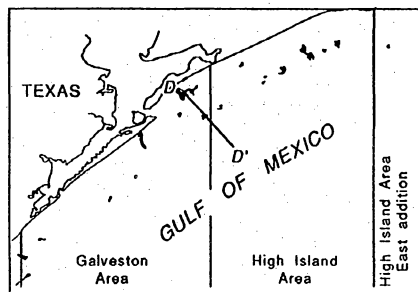 TEXAS
D
D'
GULF OF MEXICO
Galveston
Area
High Island
Area
High Island Area
East addition